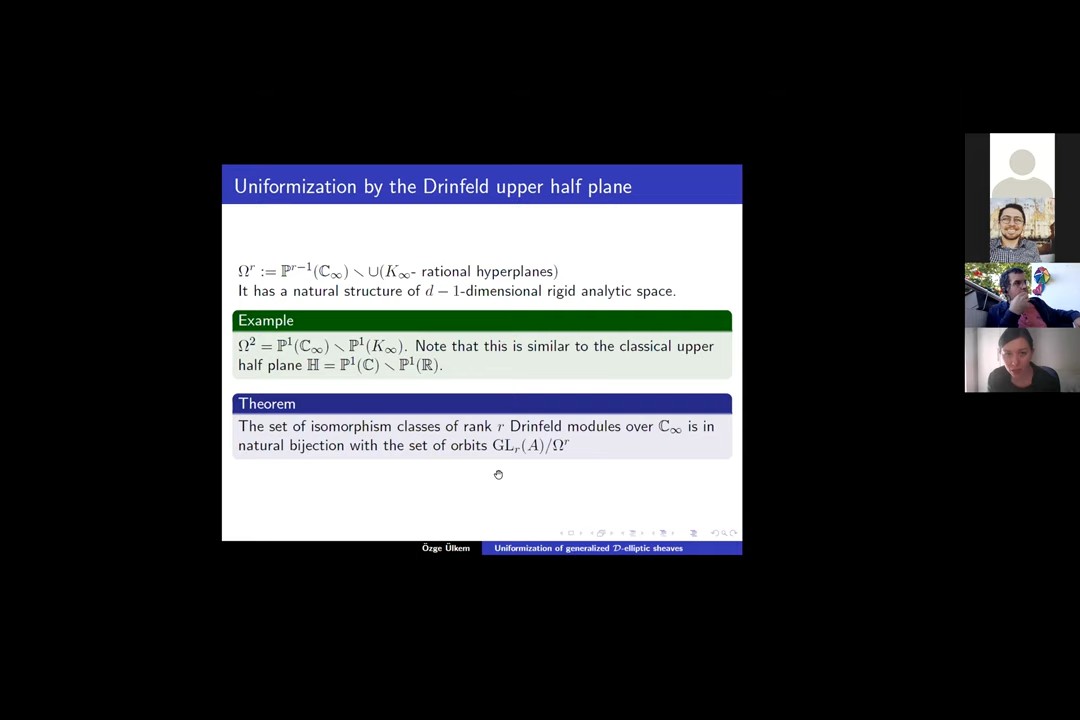 Uniformization by the Drinfeld upper half plane
Ωʳ := ℙʳ⁻¹(ℂ∞) ∖ ∪(K∞- rational hyperplanes)
It has a natural structure of d − 1-dimensional rigid analytic space.
Example
Ω² = ℙ¹(ℂ∞) ∖ ℙ¹(K∞). Note that this is similar to the classical upper
half plane ℍ = ℙ¹(ℂ) ∖ ℙ¹(ℝ).
Theorem
The set of isomorphism classes of rank r Drinfeld modules over ℂ∞ is in
natural bijection with the set of orbits GLᵣ(A)/Ωʳ
Özge Ülkem
Uniformization of generalized 𝒟-elliptic sheaves